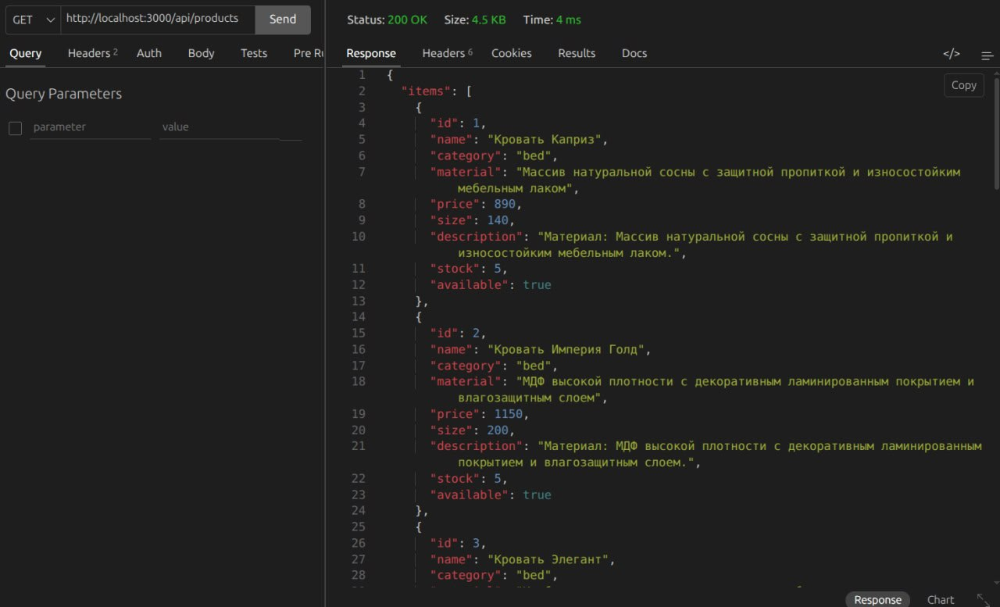 GET http://localhost:3000/api/products Send
Query Headers 2 Auth Body Tests Pre Ru
Query Parameters
parameter value
Status: 200 OK Size: 4.5 KB Time: 4 ms
Response Headers 6 Cookies Results Docs </>
Copy
1 {
2 "items": [
3 {
4 "id": 1,
5 "name": "Кровать Каприз",
6 "category": "bed",
7 "material": "Массив натуральной сосны с защитной пропиткой и износостойким
мебельным лаком",
8 "price": 890,
9 "size": 140,
10 "description": "Материал: Массив натуральной сосны с защитной пропиткой и
износостойким мебельным лаком.",
11 "stock": 5,
12 "available": true
13 },
14 {
15 "id": 2,
16 "name": "Кровать Империя Голд",
17 "category": "bed",
18 "material": "МДФ высокой плотности с декоративным ламинированным покрытием и
влагозащитным слоем",
19 "price": 1150,
20 "size": 200,
21 "description": "Материал: МДФ высокой плотности с декоративным ламинированным
покрытием и влагозащитным слоем.",
22 "stock": 5,
23 "available": true
24 },
25 {
26 "id": 3,
27 "name": "Кровать Элегант",
28 "category": "bed",
Response Chart